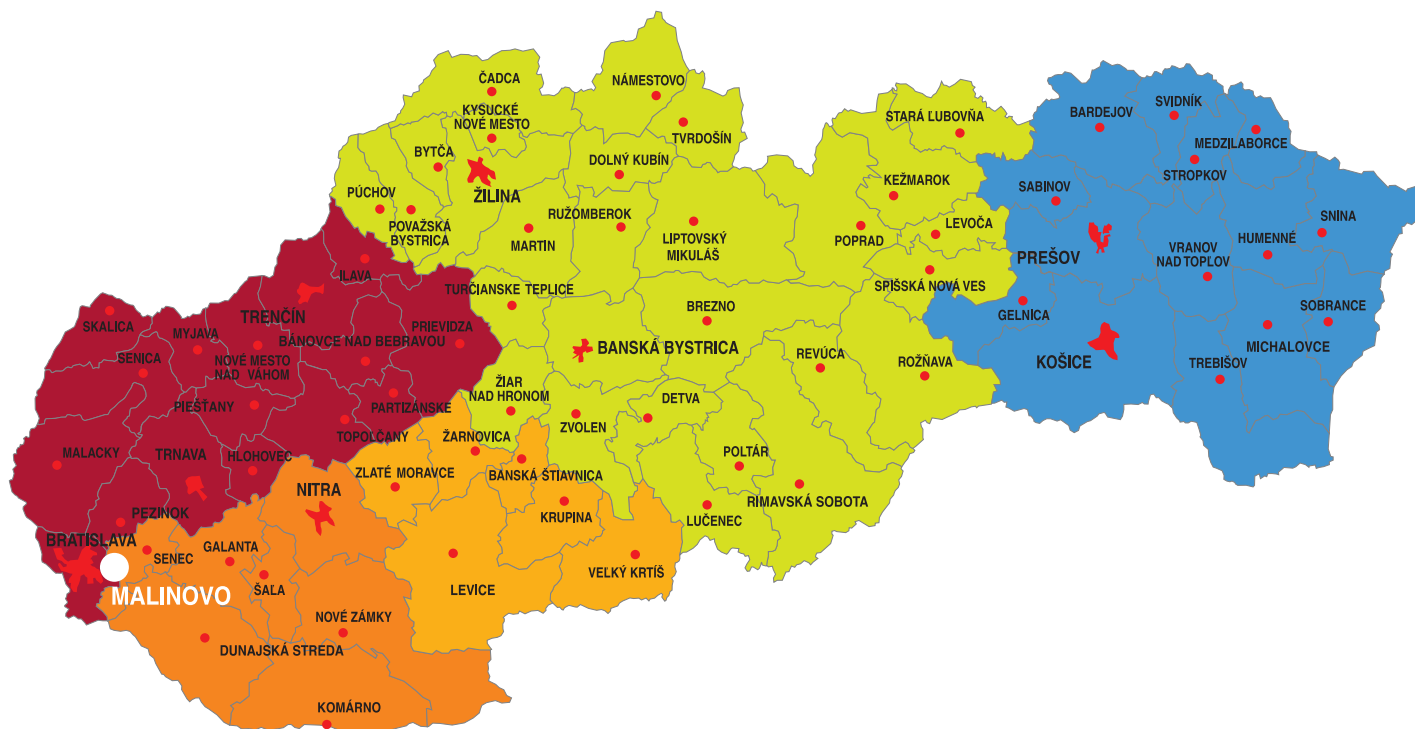 ČADCA
NÁMESTOVO
KYSUCKÉ
NOVÉ MESTO
TVRDOŠÍN
BYTČA
DOLNÝ KUBÍN
ŽILINA
PÚCHOV
POVAŽSKÁ
BYSTRICA
MARTIN
RUŽOMBEROK
LIPTOVSKÝ
MIKULÁŠ
STARÁ ĽUBOVŇA
KEŽMAROK
LEVOČA
POPRAD
SPIŠSKÁ NOVÁ VES
BARDEJOV
SVIDNÍK
MEDZILABORCE
STROPKOV
SABINOV
SNINA
PREŠOV
VRANOV
NAD TOPĽOV
HUMENNÉ
GELNICA
SOBRANCE
KOŠICE
MICHALOVCE
TREBIŠOV
ILAVA
TURČIANSKE TEPLICE
TRENČÍN
SKALICA
MYJAVA
PRIEVIDZA
BÁNOVCE NAD BEBRAVOU
BREZNO
BANSKÁ BYSTRICA
SENICA
NOVÉ MESTO
NAD VÁHOM
REVÚCA
ROŽŇAVA
ŽIAR
NAD HRONOM
PIEŠŤANY
PARTIZÁNSKE
DETVA
ZVOLEN
TOPOĽČANY
ŽARNOVICA
MALACKY
TRNAVA
HLOHOVEC
ZLATÉ MORAVCE
BANSKÁ ŠTIAVNICA
POLTÁR
NITRA
RIMAVSKÁ SOBOTA
PEZINOK
KRUPINA
LUČENEC
BRATISLAVA
SENEC
GALANTA
VEĽKÝ KRTÍŠ
ŠAĽA
LEVICE
MALINOVO
NOVÉ ZÁMKY
DUNAJSKÁ STREDA
KOMÁRNO